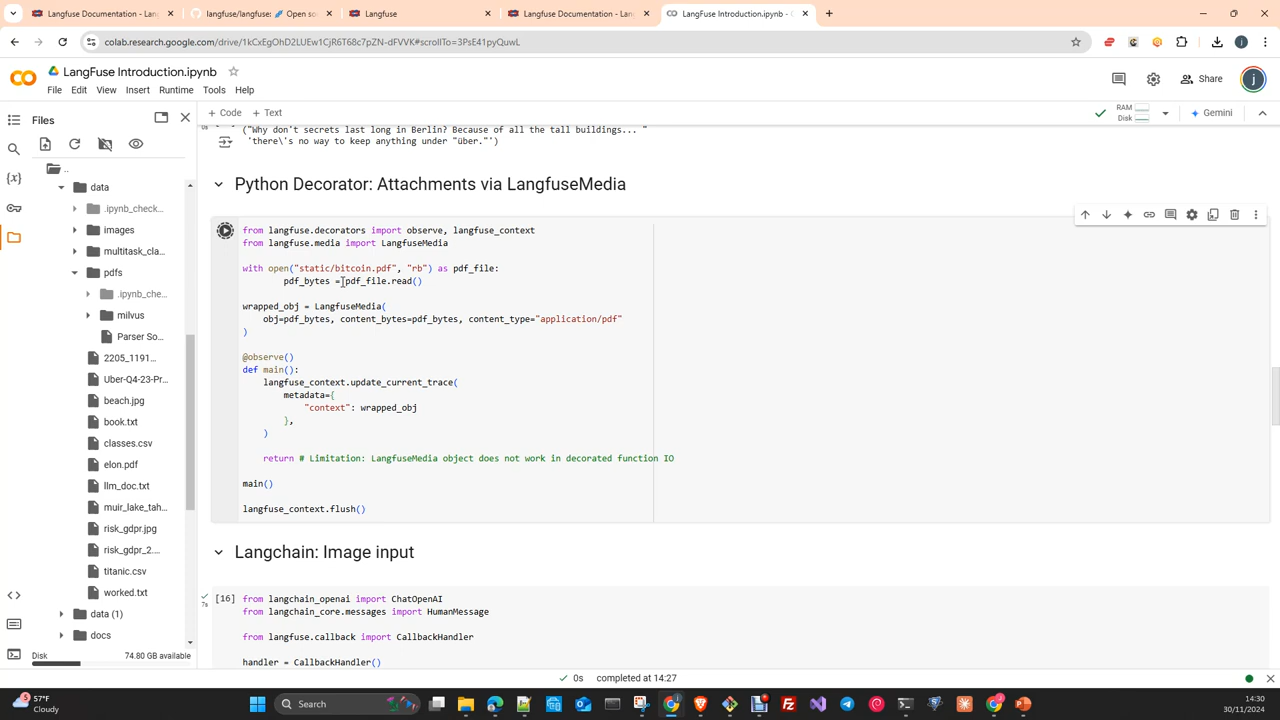 Langfuse Documentation - Lang
langfuse/langfuse: Open so
Langfuse
Langfuse Documentation - Lan
LangFuse Introduction.ipynb - C
colab.research.google.com/drive/1kCxEgOhD2LUEw1CjR6T68c7pZN-dFVVK#scrollTo=3PsE41pyQuwL
LangFuse Introduction.ipynb
File Edit View Insert Runtime Tools Help
Share
j
Files
+ Code + Text
RAM
Disk
Gemini
..
data
.ipynb_check...
images
multitask_cla...
pdfs
.ipynb_che...
milvus
Parser So...
2205_1191...
Uber-Q4-23-Pr...
beach.jpg
book.txt
classes.csv
elon.pdf
llm_doc.txt
muir_lake_tah...
risk_gdpr.jpg
risk_gdpr_2....
titanic.csv
worked.txt
data (1)
docs
Disk 74.80 GB available
0s
("Why don't secrets last long in Berlin? Because of all the tall buildings... "
'there\'s no way to keep anything under "über."')
Python Decorator: Attachments via LangfuseMedia
from langfuse.decorators import observe, langfuse_context
from langfuse.media import LangfuseMedia
with open("static/bitcoin.pdf", "rb") as pdf_file:
pdf_bytes = pdf_file.read()
wrapped_obj = LangfuseMedia(
obj=pdf_bytes, content_bytes=pdf_bytes, content_type="application/pdf"
)
@observe()
def main():
langfuse_context.update_current_trace(
metadata={
"context": wrapped_obj
},
)
return # Limitation: LangfuseMedia object does not work in decorated function IO
main()
langfuse_context.flush()
Langchain: Image input
[16]
7s
from langchain_openai import ChatOpenAI
from langchain_core.messages import HumanMessage
from langfuse.callback import CallbackHandler
handler = CallbackHandler()
0s completed at 14:27
5
57°F
Cloudy
Search
14:30
30/11/2024